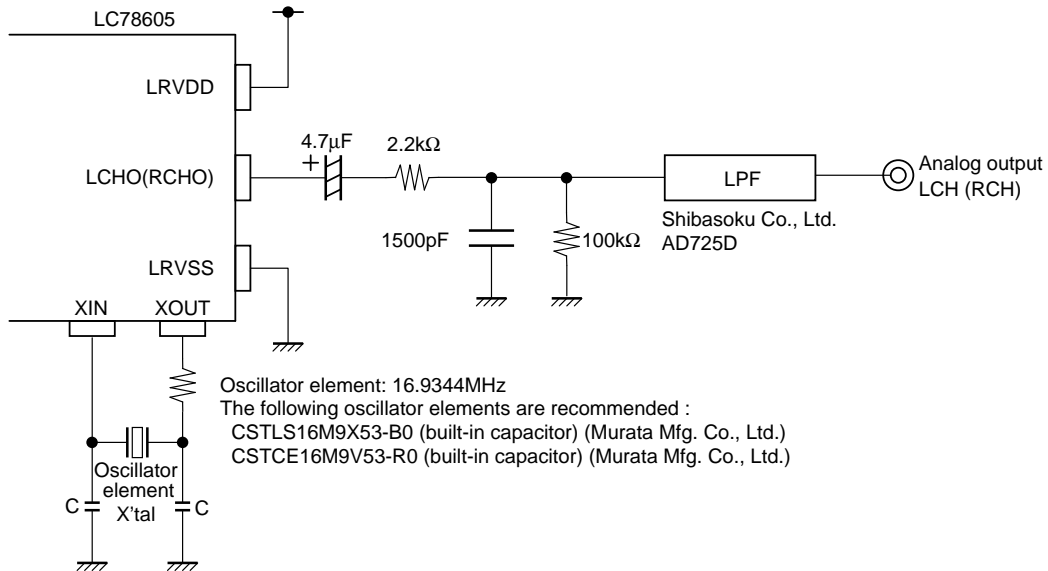 LC78605
LRVDD
4.7μF
2.2kΩ
+
LCHO(RCHO)
LPF
Analog output
LCH (RCH)
Shibasoku Co., Ltd.
AD725D
1500pF
100kΩ
LRVSS
XIN
XOUT
Oscillator element: 16.9344MHz
The following oscillator elements are recommended :
CSTLS16M9X53-B0 (built-in capacitor) (Murata Mfg. Co., Ltd.)
CSTCE16M9V53-R0 (built-in capacitor) (Murata Mfg. Co., Ltd.)
Oscillator
element
X'tal
C
C